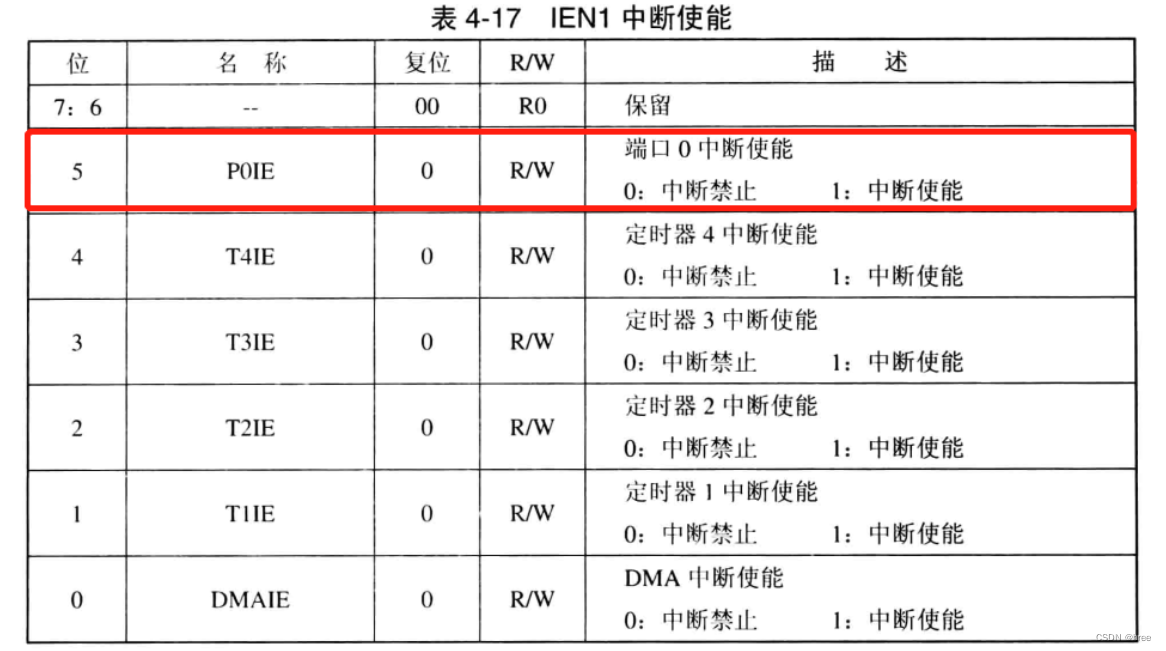 表 4-17 IEN1 中断使能
位 名 称 复位 R/W 描 述
7：6 -- 00 R0 保留
5 P0IE 0 R/W 端口 0 中断使能
0：中断禁止 1：中断使能
4 T4IE 0 R/W 定时器 4 中断使能
0：中断禁止 1：中断使能
3 T3IE 0 R/W 定时器 3 中断使能
0：中断禁止 1：中断使能
2 T2IE 0 R/W 定时器 2 中断使能
0：中断禁止 1：中断使能
1 T1IE 0 R/W 定时器 1 中断使能
0：中断禁止 1：中断使能
0 DMAIE 0 R/W DMA 中断使能
0：中断禁止 1：中断使能
CSDN